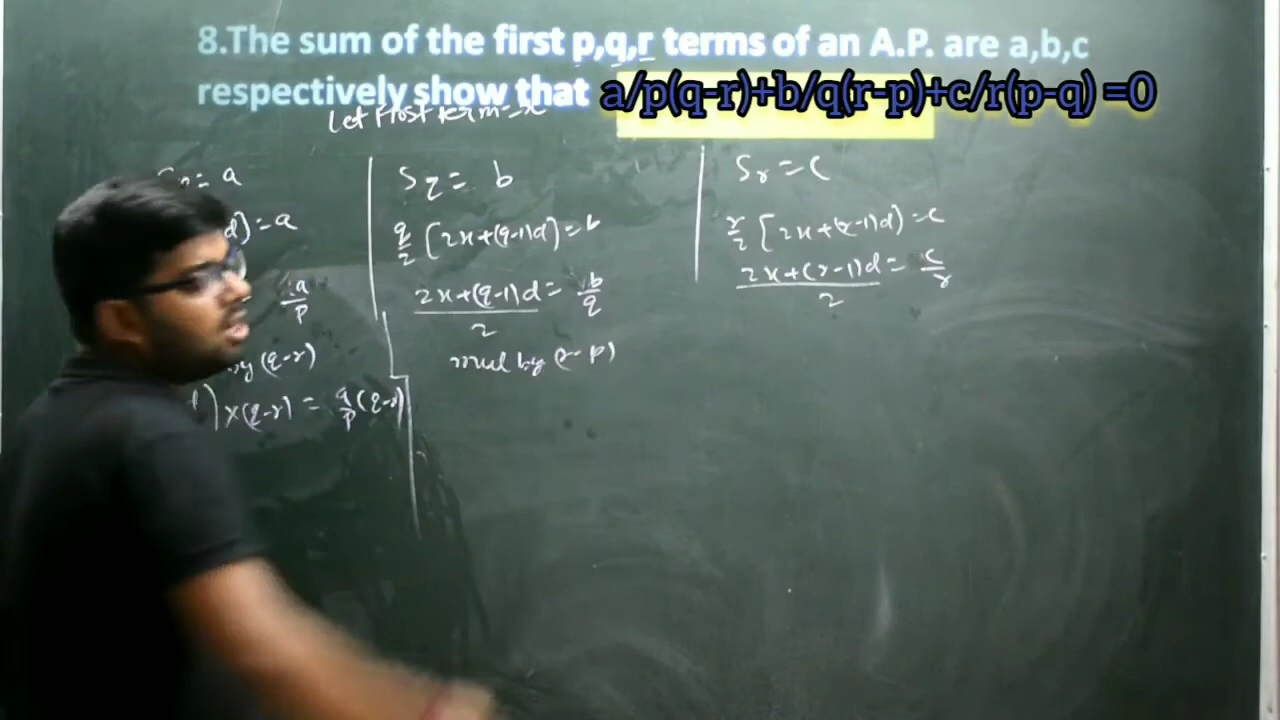 8.The sum of the first p,q,r terms of an A.P. are a,b,c
respectively show that a/p(q-r)+b/q(r-p)+c/r(p-q) =0
Let First term=x
= a
d) = a
a/p
by (q-r)
) x(q-r) = a/p (q-r)
Sq = b
q/2 [2x+(q-1)d] = b
2x+(q-1)d/2 = b/q
mul by (r-p)
Sr = c
r/2 [2x+(r-1)d] = c
2x+(r-1)d/2 = c/r